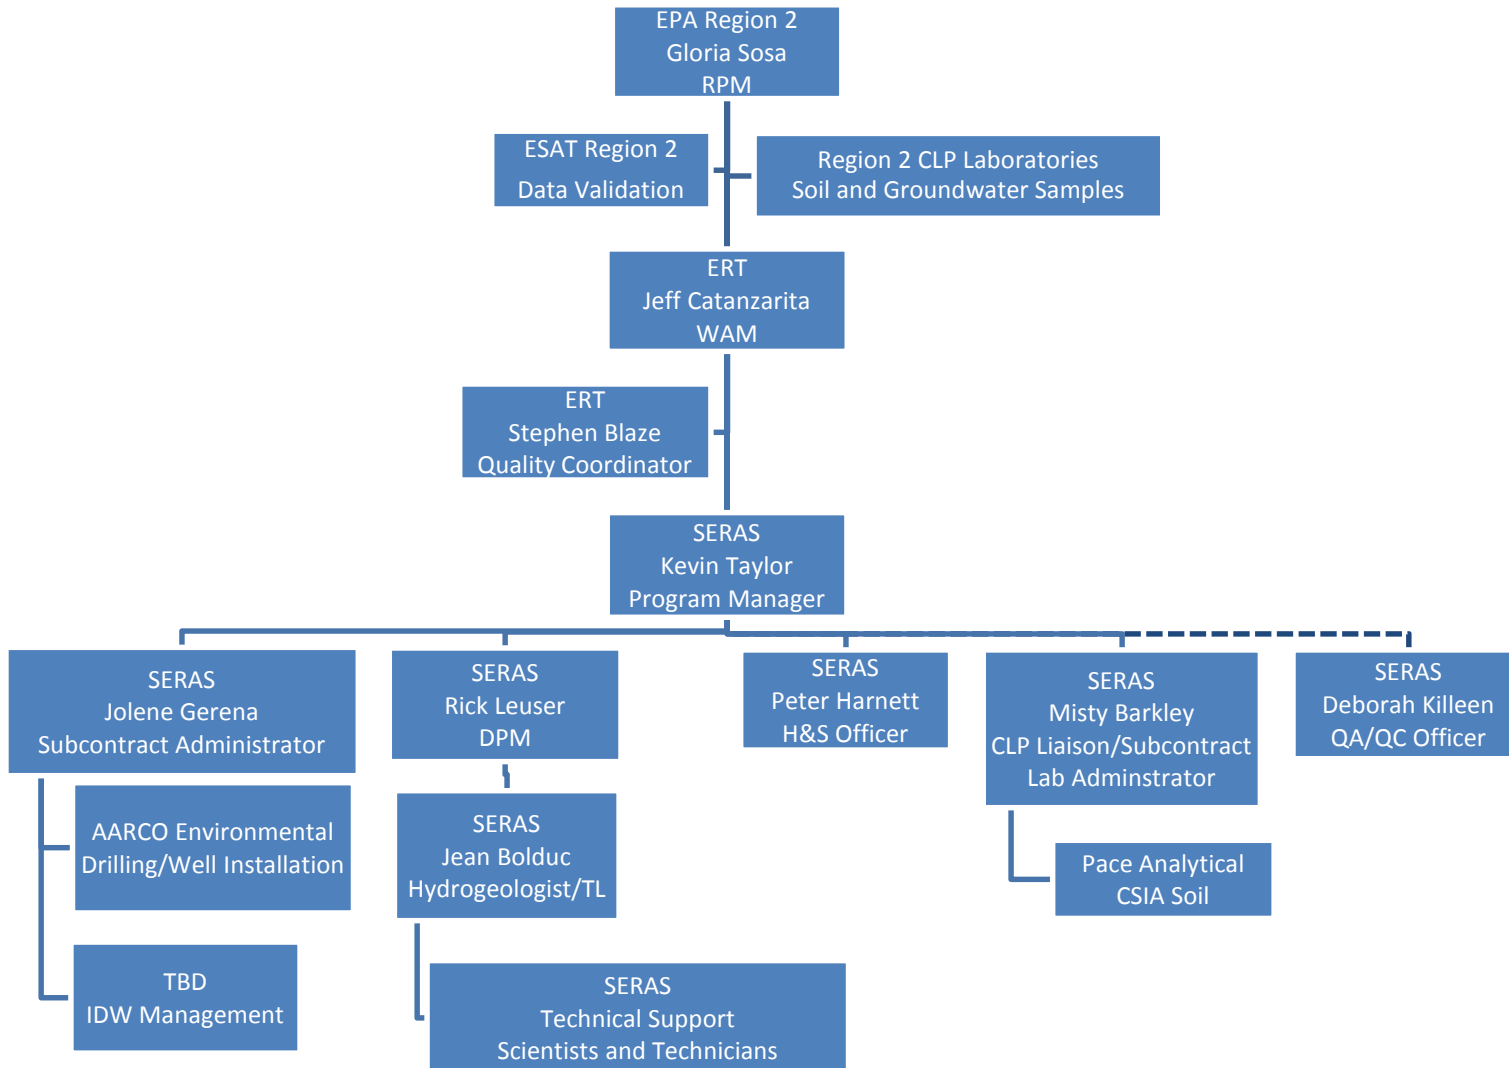 EPA Region 2
Gloria Sosa
RPM
ESAT Region 2
Data Validation
Region 2 CLP Laboratories
Soil and Groundwater Samples
ERT
Jeff Catanzarita
WAM
ERT
Stephen Blaze
Quality Coordinator
SERAS
Kevin Taylor
Program Manager
SERAS
Jolene Gerena
Subcontract Administrator
SERAS
Rick Leuser
DPM
SERAS
Peter Harnett
H&S Officer
SERAS
Misty Barkley
CLP Liaison/Subcontract
Lab Adminstrator
SERAS
Deborah Killeen
QA/QC Officer
AARCO Environmental
Drilling/Well Installation
SERAS
Jean Bolduc
Hydrogeologist/TL
Pace Analytical
CSIA Soil
TBD
IDW Management
SERAS
Technical Support
Scientists and Technicians